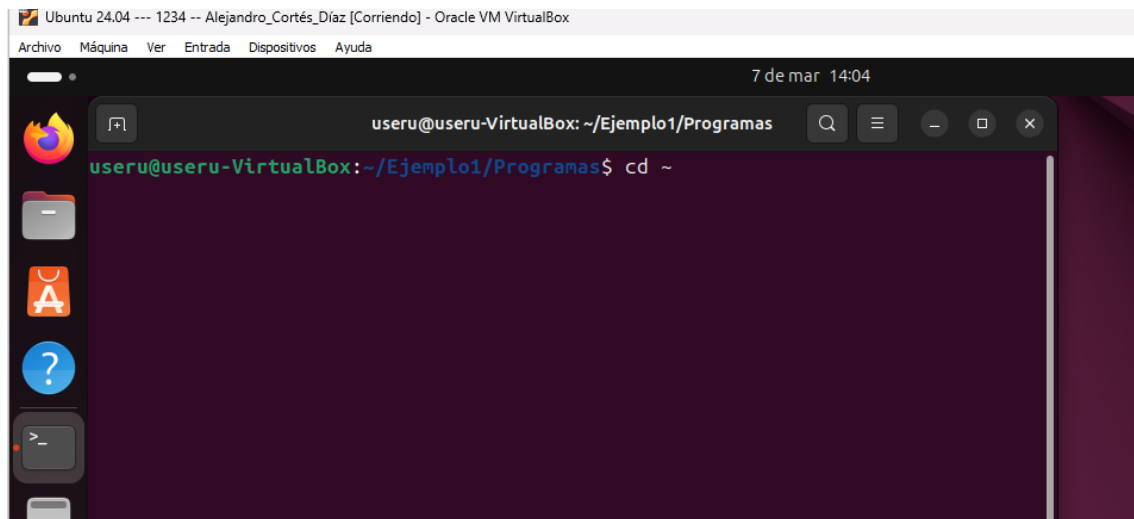 Ubuntu 24.04 --- 1234 -- Alejandro_Cortés_Díaz [Corriendo] - Oracle VM VirtualBox
Archivo Máquina Ver Entrada Dispositivos Ayuda
7 de mar 14:04
useru@useru-VirtualBox: ~/Ejemplo1/Programas
useru@useru-VirtualBox:~/Ejemplo1/Programas$ cd ~